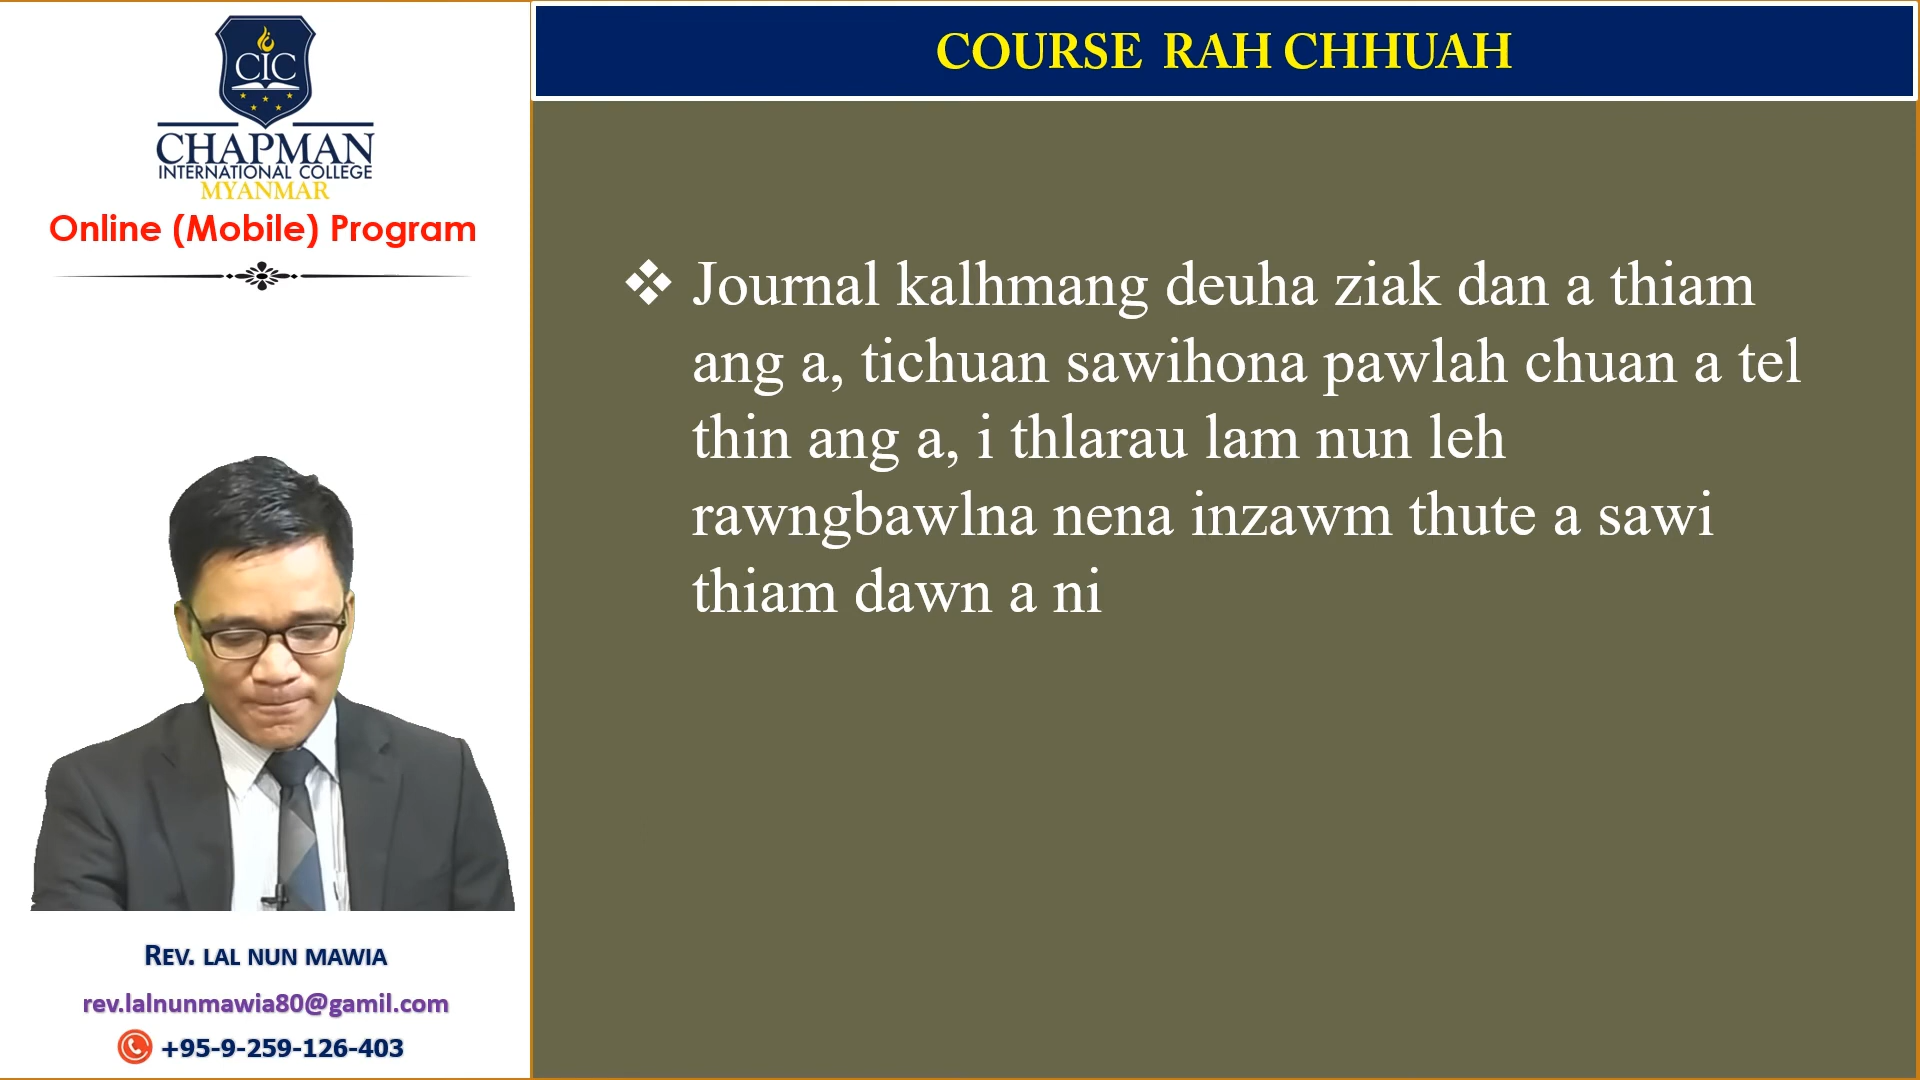 CIC
CHAPMAN
INTERNATIONAL COLLEGE
MYANMAR
Online (Mobile) Program
REV. LAL NUN MAWIA
rev.lalnunmawia80@gamil.com
+95-9-259-126-403
COURSE RAH CHHUAH
❖ Journal kalhmang deuha ziak dan a thiam
ang a, tichuan sawihona pawlah chuan a tel
thin ang a, i thlarau lam nun leh
rawngbawlna nena inzawm thute a sawi
thiam dawn a ni